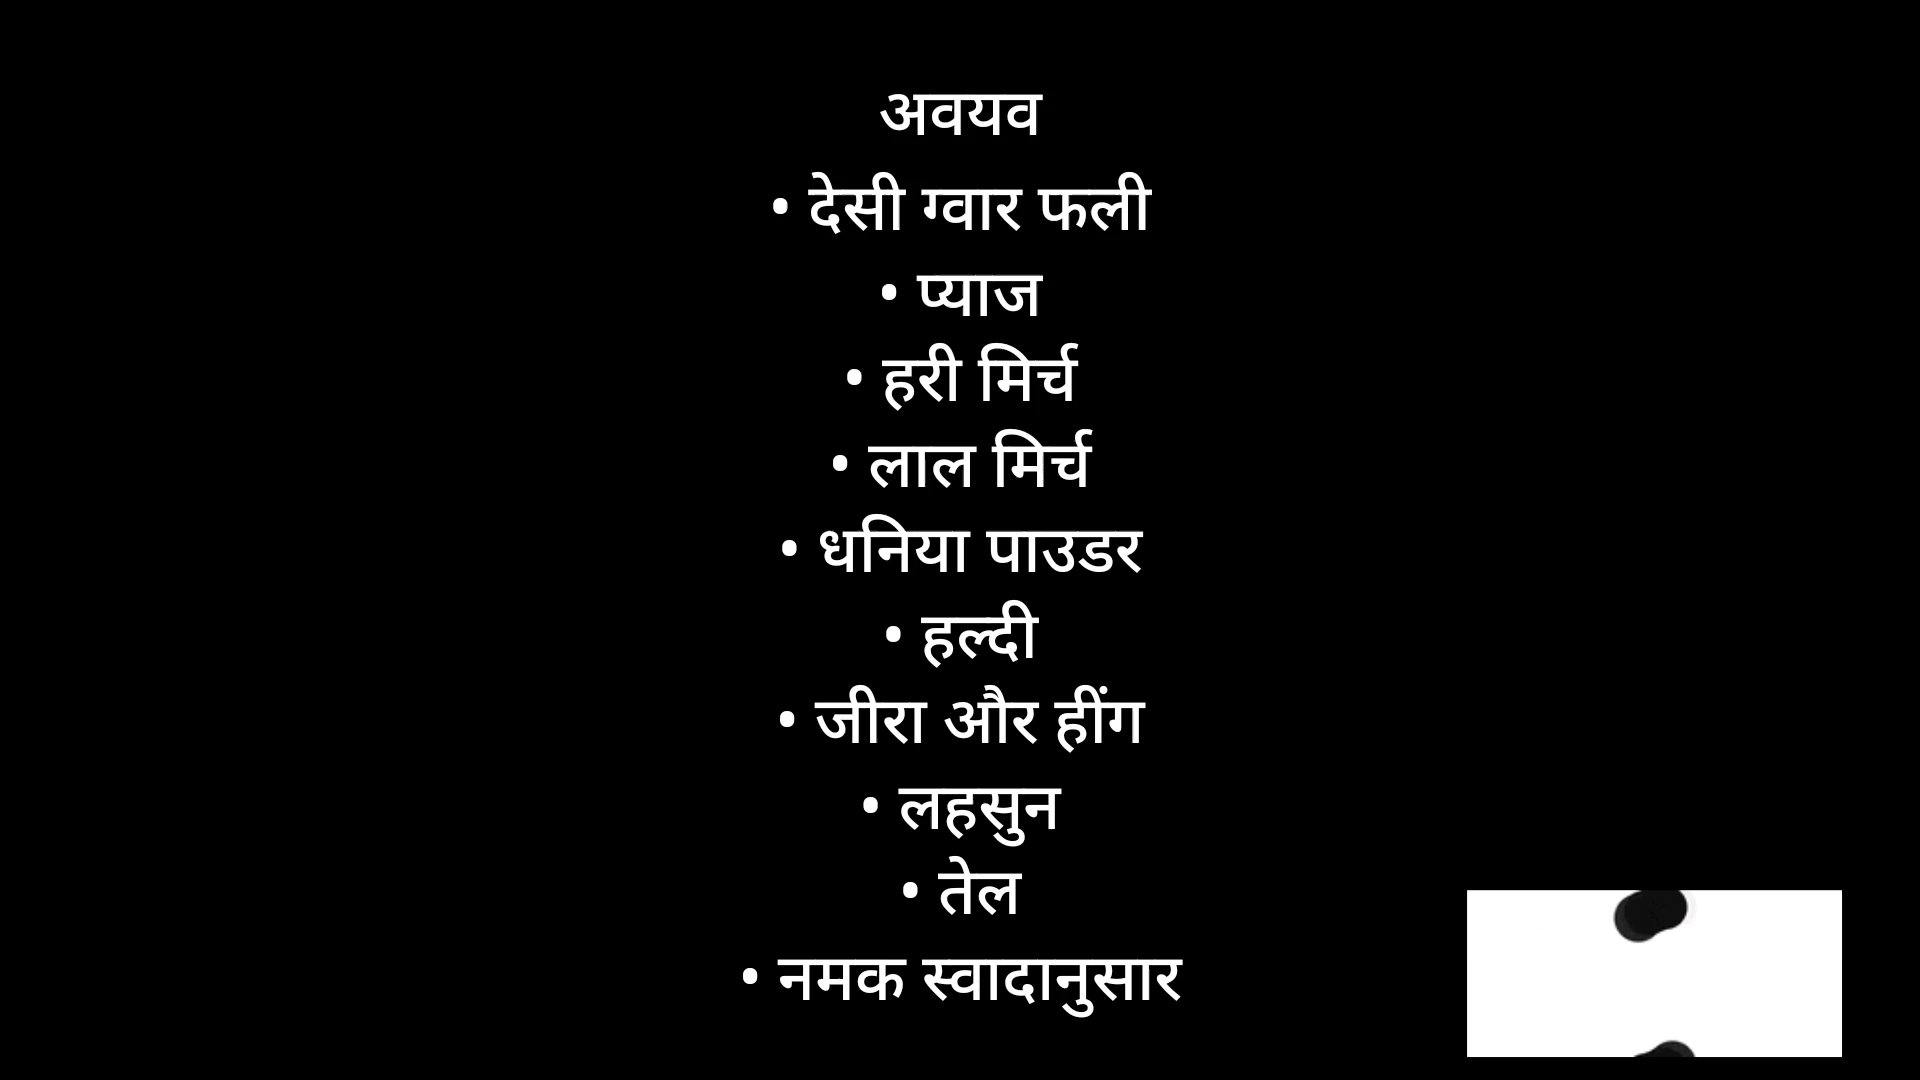 अवयव
• देसी ग्वार फली
• प्याज
• हरी मिर्च
• लाल मिर्च
• धनिया पाउडर
• हल्दी
• जीरा और हींग
• लहसुन
• तेल
• नमक स्वादानुसार